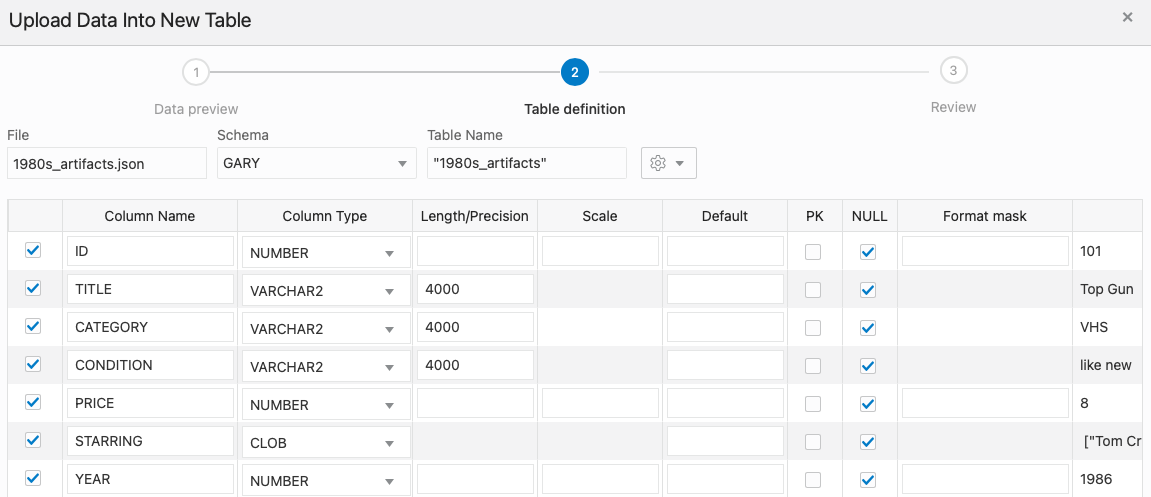 Upload Data Into New Table
×
1 2 3
Data preview Table definition Review
File Schema Table Name
1980s_artifacts.json GARY "1980s_artifacts"
Column Name Column Type Length/Precision Scale Default PK NULL Format mask
ID NUMBER 101
TITLE VARCHAR2 4000 Top Gun
CATEGORY VARCHAR2 4000 VHS
CONDITION VARCHAR2 4000 like new
PRICE NUMBER 8
STARRING CLOB ["Tom Cr
YEAR NUMBER 1986